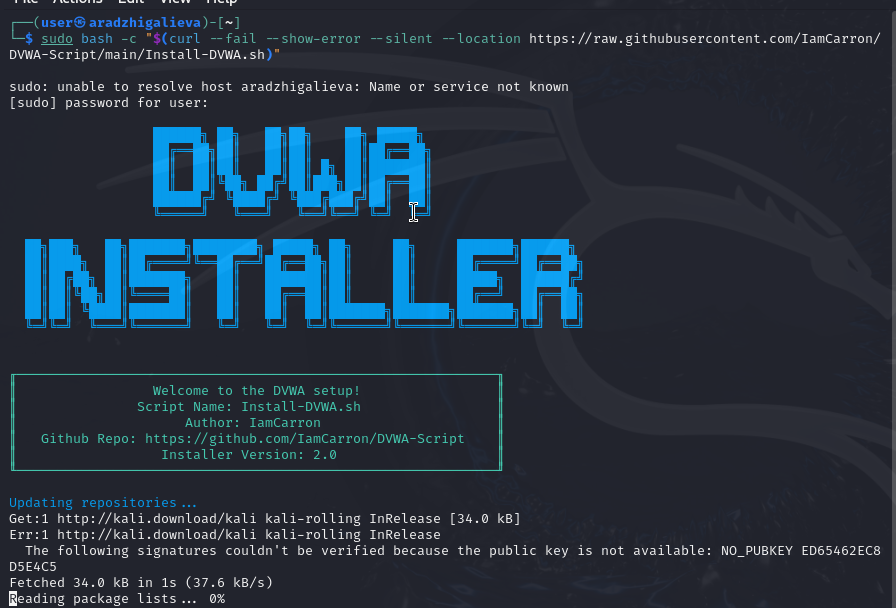 File Actions Edit View Help
┌──(user㉿aradzhigalieva)-[~]
└─$ sudo bash -c "$(curl --fail --show-error --silent --location https://raw.githubusercontent.com/IamCarron/
DVWA-Script/main/Install-DVWA.sh)"
sudo: unable to resolve host aradzhigalieva: Name or service not known
[sudo] password for user:
DVWA
INSTALLER
Welcome to the DVWA setup!
Script Name: Install-DVWA.sh
Author: IamCarron
Github Repo: https://github.com/IamCarron/DVWA-Script
Installer Version: 2.0
Updating repositories...
Get:1 http://kali.download/kali kali-rolling InRelease [34.0 kB]
Err:1 http://kali.download/kali kali-rolling InRelease
The following signatures couldn't be verified because the public key is not available: NO_PUBKEY ED65462EC8
D5E4C5
Fetched 34.0 kB in 1s (37.6 kB/s)
Reading package lists... 0%